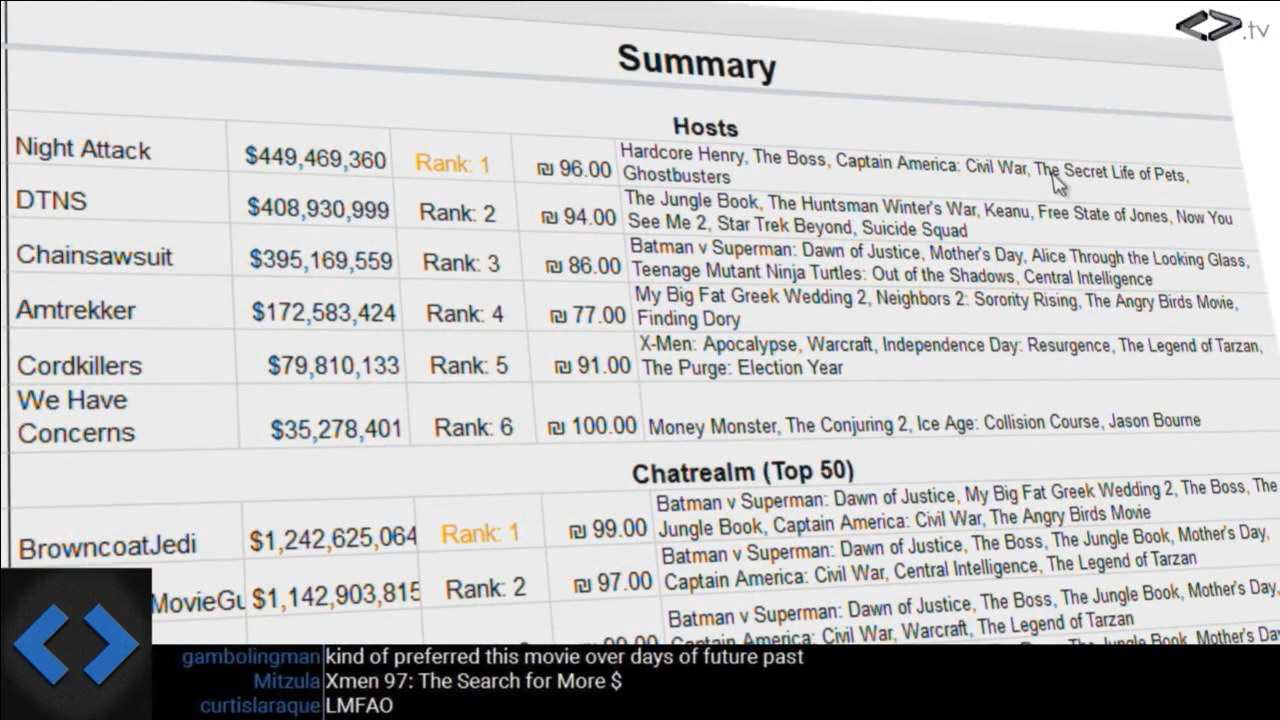 .tv
Summary
Hosts
Night Attack $449,469,360 Rank: 1 ₪ 96.00 Hardcore Henry, The Boss, Captain America: Civil War, The Secret Life of Pets,
Ghostbusters
DTNS $408,930,999 Rank: 2 ₪ 94.00 The Jungle Book, The Huntsman Winter's War, Keanu, Free State of Jones, Now You
See Me 2, Star Trek Beyond, Suicide Squad
Chainsawsuit $395,169,559 Rank: 3 ₪ 86.00 Batman v Superman: Dawn of Justice, Mother's Day, Alice Through the Looking Glass,
Teenage Mutant Ninja Turtles: Out of the Shadows, Central Intelligence
Amtrekker $172,583,424 Rank: 4 ₪ 77.00 My Big Fat Greek Wedding 2, Neighbors 2: Sorority Rising, The Angry Birds Movie,
Finding Dory
Cordkillers $79,810,133 Rank: 5 ₪ 91.00 X-Men: Apocalypse, Warcraft, Independence Day: Resurgence, The Legend of Tarzan,
The Purge: Election Year
We Have
Concerns $35,278,401 Rank: 6 ₪ 100.00 Money Monster, The Conjuring 2, Ice Age: Collision Course, Jason Bourne
Chatrealm (Top 50)
BrowncoatJedi $1,242,625,064 Rank: 1 ₪ 99.00 Batman v Superman: Dawn of Justice, My Big Fat Greek Wedding 2, The Boss, The
Jungle Book, Captain America: Civil War, The Angry Birds Movie
MovieGu $1,142,903,815 Rank: 2 ₪ 97.00 Batman v Superman: Dawn of Justice, The Boss, The Jungle Book, Mother's Day,
Captain America: Civil War, Central Intelligence, The Legend of Tarzan
Batman v Superman: Dawn of Justice, The Boss, The Jungle Book, Mother's Day,
Captain America: Civil War, Warcraft, The Legend of Tarzan
Jungle Book, Mother's Day
gambolingman kind of preferred this movie over days of future past
Mitzula Xmen 97: The Search for More $
curtislaraque LMFAO